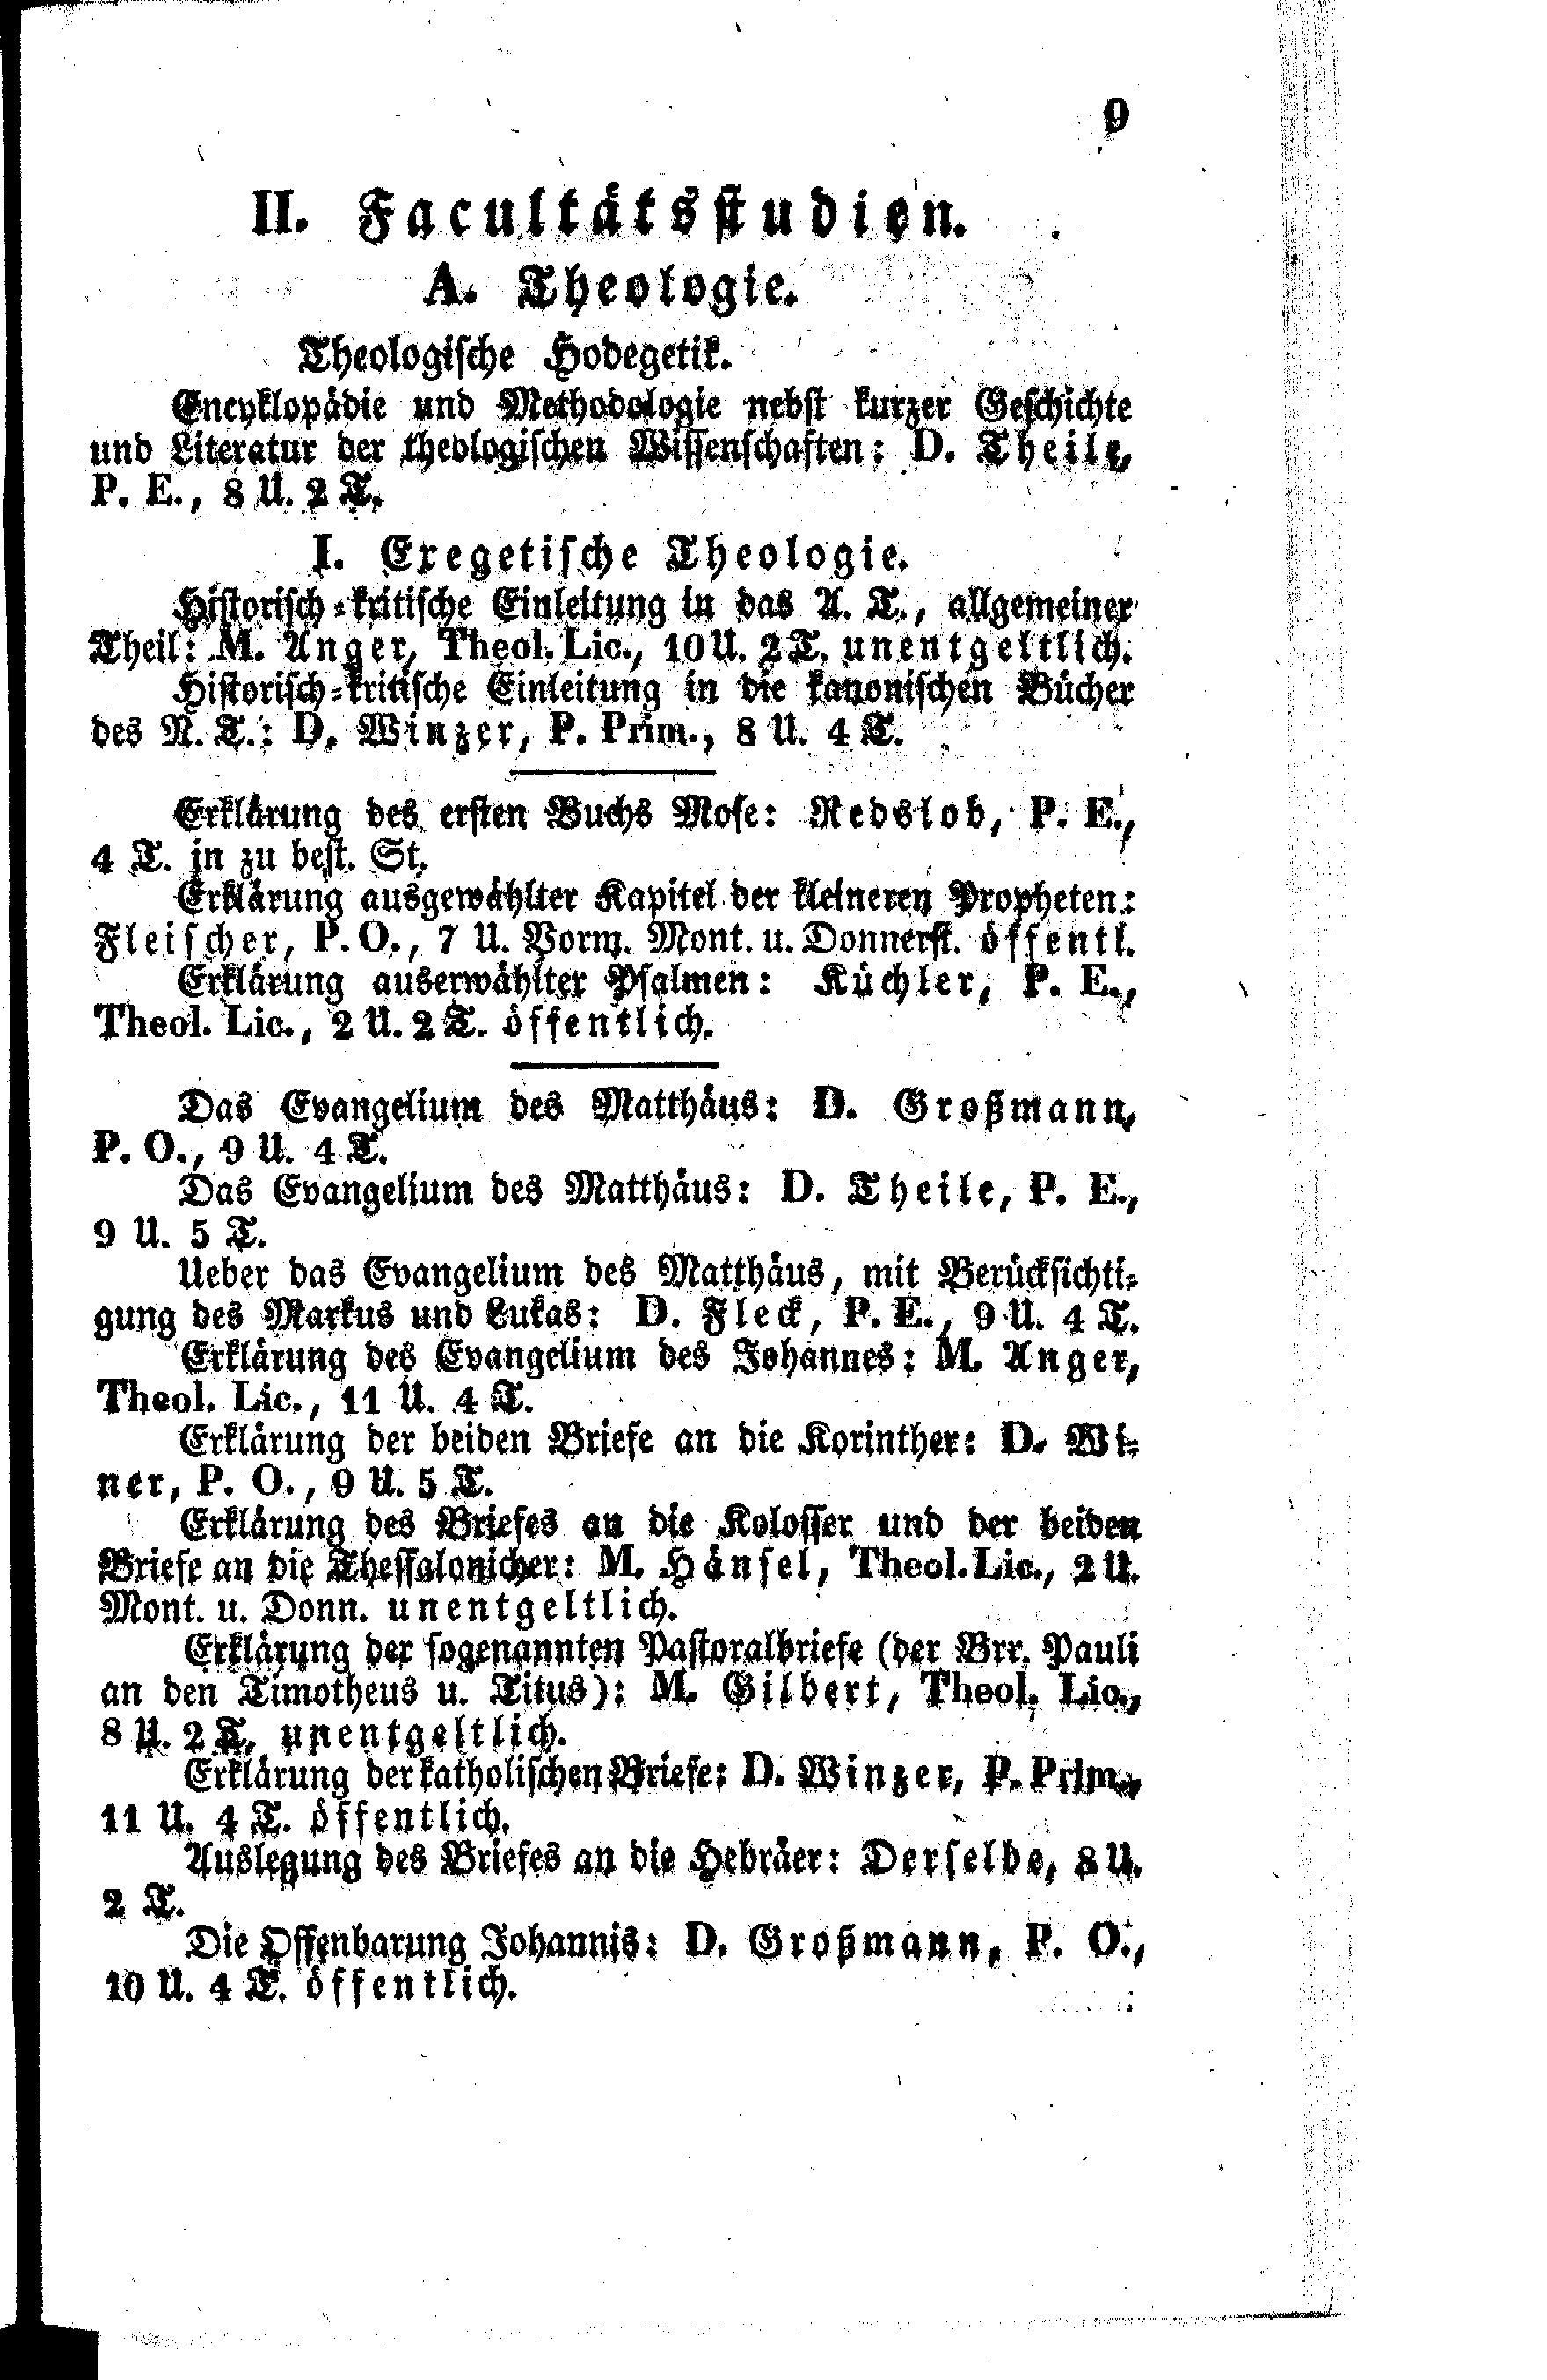 9
II. Facultätsstudien.
A. Theologie.
Theologische Hodegetik.
Encyklopädie und Methodologie nebst kurzer Geschichte
und Literatur der theologischen Wissenschaften: D. Theile,
P. E., 8 U. 2 T.
I. Exegetische Theologie.
Historisch-kritische Einleitung in das A. T., allgemeiner
Theil: M. Anger, Theol. Lic., 10 U. 2 T. unentgeltlich.
Historisch-kritische Einleitung in die kanonischen Bücher
des N. T.: D. Winzer, P. Prim., 8 U. 4 T.
Erklärung des ersten Buchs Mose: Redslob, P. E.,
4 T. in zu best. St.
Erklärung ausgewählter Kapitel der kleineren Propheten:
Fleischer, P. O., 7 U. Vorm. Mont. u. Donnerst. öffentl.
Erklärung auserwählter Psalmen: Küchler, P. E.,
Theol. Lic., 2 U. 2 T. öffentlich.
Das Evangelium des Matthäus: D. Großmann,
P. O., 9 U. 4 T.
Das Evangelium des Matthäus: D. Theile, P. E.,
9 U. 5 T.
Ueber das Evangelium des Matthäus, mit Berücksichti-
gung des Markus und Lukas: D. Fleck, P. E., 9 U. 4 T.
Erklärung des Evangelium des Johannes: M. Anger,
Theol. Lic., 11 U. 4 T.
Erklärung der beiden Briefe an die Korinther: D. Wi-
ner, P. O., 9 U. 5 T.
Erklärung des Briefes an die Kolosser und der beiden
Briefe an die Thessalonicher: M. Hänsel, Theol. Lic., 2 U.
Mont. u. Donn. unentgeltlich.
Erklärung der sogenannten Pastoralbriefe (der Brr. Pauli
an den Timotheus u. Titus): M. Gilbert, Theol. Lic.,
8 U. 2 T. unentgeltlich.
Erklärung der katholischen Briefe: D. Winzer, P. Prim.,
11 U. 4 T. öffentlich.
Auslegung des Briefes an die Hebräer: Derselbe, 8 U.
2 T.
Die Offenbarung Johannis: D. Großmann, P. O.,
10 U. 4 T. öffentlich.